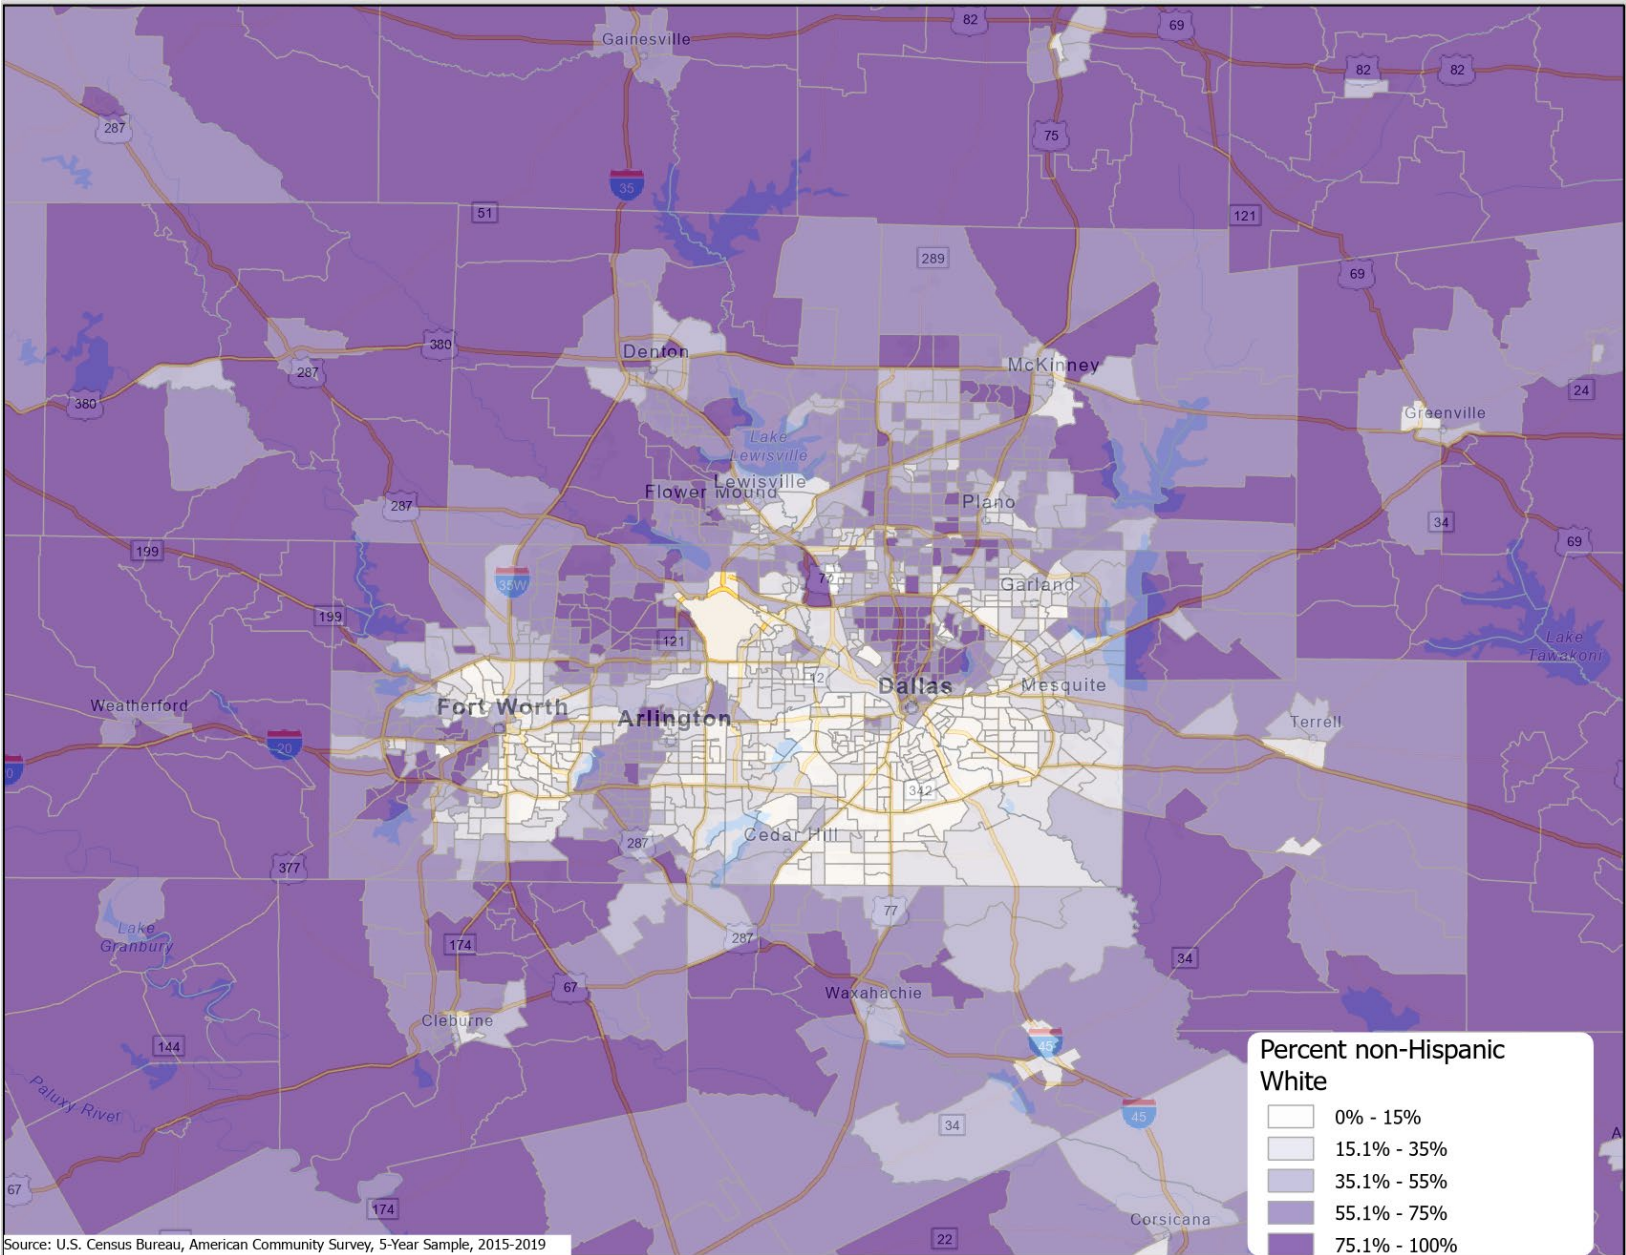 82
69
Gainesville
82
82
287
75
35
51
121
289
69
380
Denton
McKinney
287
24
380
Greenville
Lake
Lewisville
Lewisville
Flower Mound
Plano
287
34
199
69
35W
Garland
199
121
Lake
Tawakoni
12
Dallas
Mesquite
Weatherford
Fort Worth
Arlington
Terrell
20
342
Cedar Hill
287
377
77
Lake
Granbury
174
287
34
67
Waxahachie
Cleburne
144
45
Paluxy River
45
34
67
174
Corsicana
22
Percent non-Hispanic
White
0% - 15%
15.1% - 35%
35.1% - 55%
55.1% - 75%
75.1% - 100%
Source: U.S. Census Bureau, American Community Survey, 5-Year Sample, 2015-2019